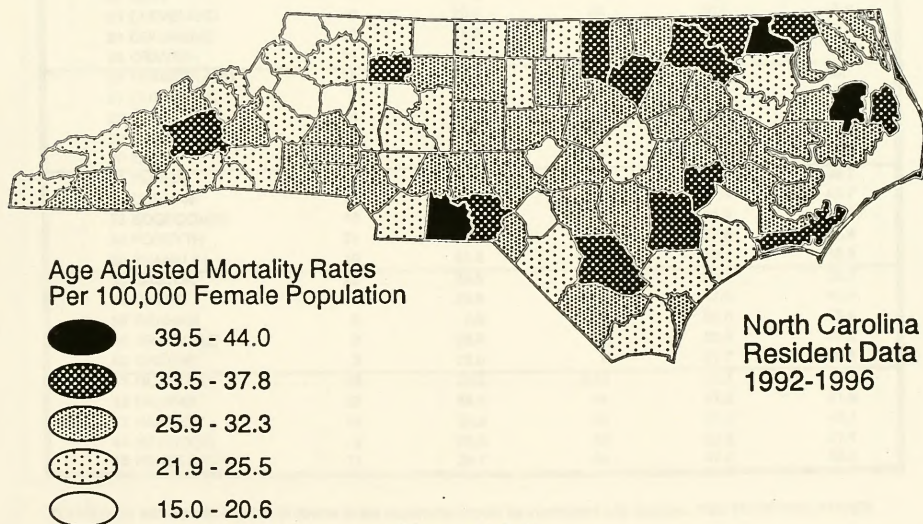 Age Adjusted Mortality Rates
Per 100,000 Female Population
39.5 - 44.0
33.5 - 37.8
25.9 - 32.3
21.9 - 25.5
15.0 - 20.6
North Carolina
Resident Data
1992-1996